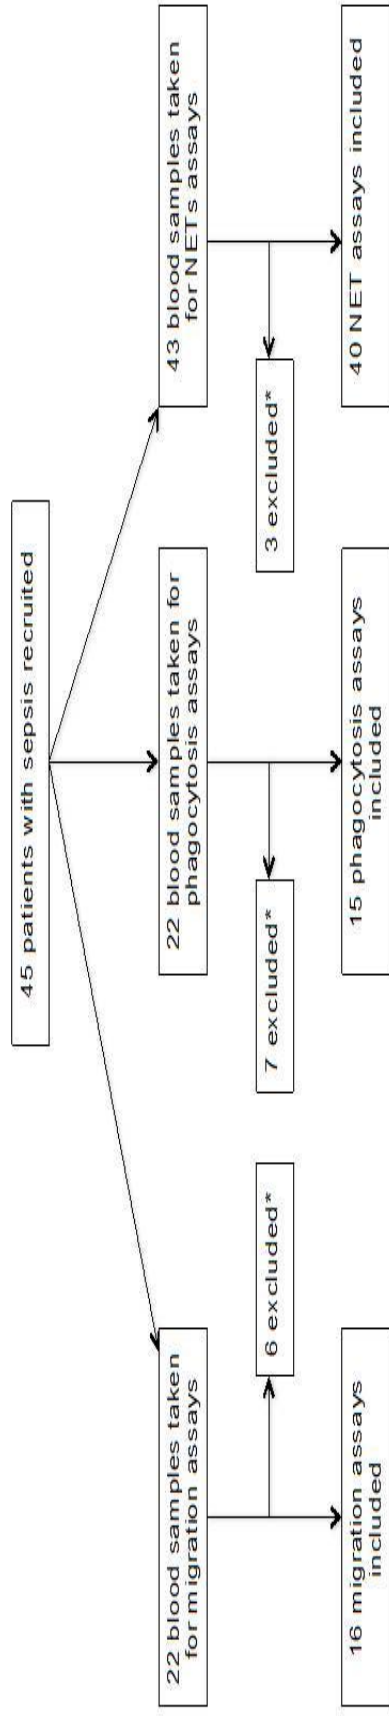 45 patients with sepsis recruited
22 blood samples taken
for migration assays
22 blood samples taken for
phagocytosis assays
43 blood samples taken
for NETs assays
6 excluded*
7 excluded*
3 excluded*
16 migration assays
included
15 phagocytosis assays
included
40 NET assays included